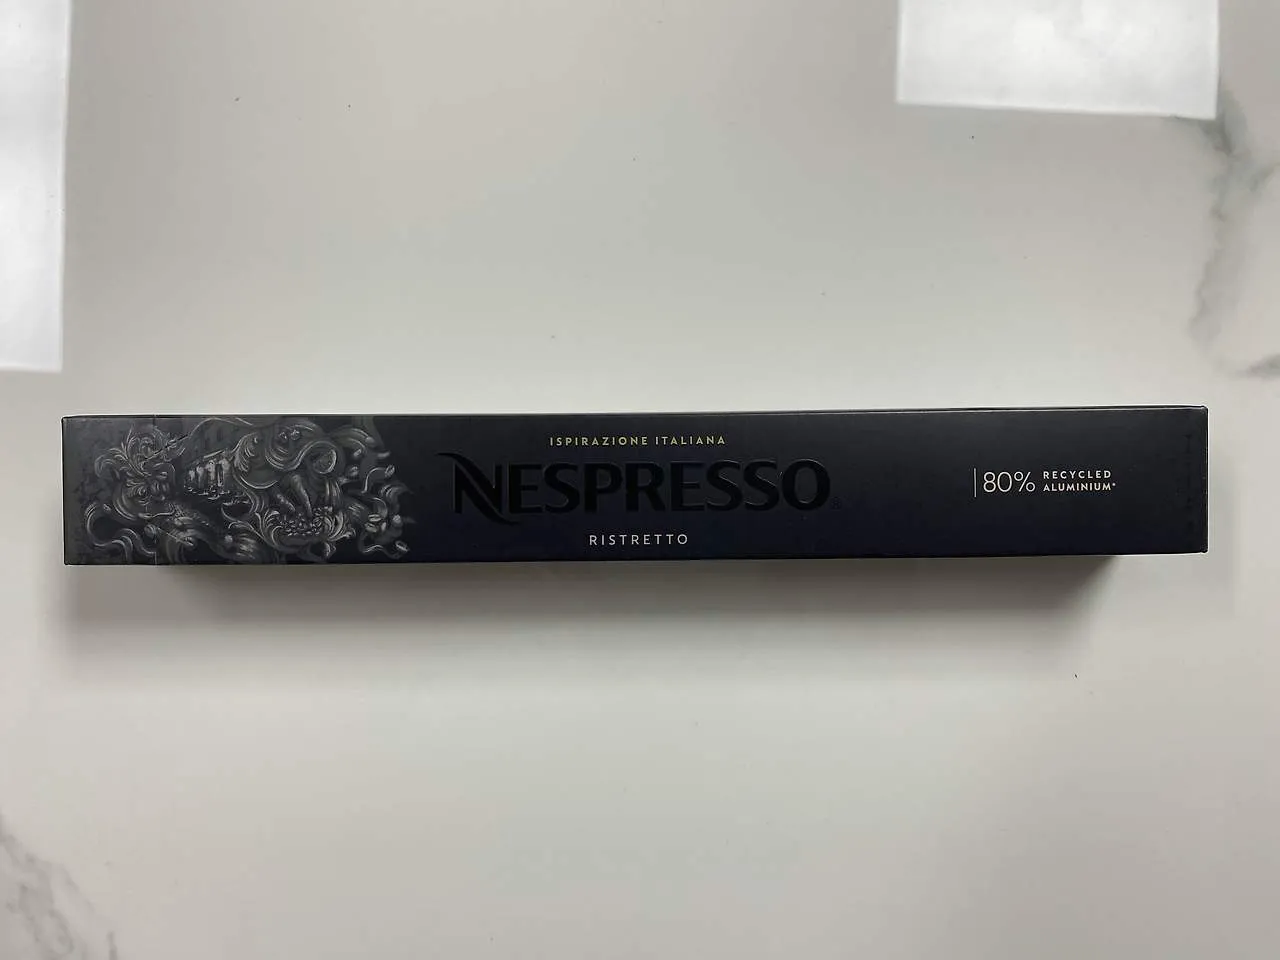 ISPIRAZIONE ITALIANA
NESPRESSO
RISTRETTO
80% RECYCLED
ALUMINIUM*